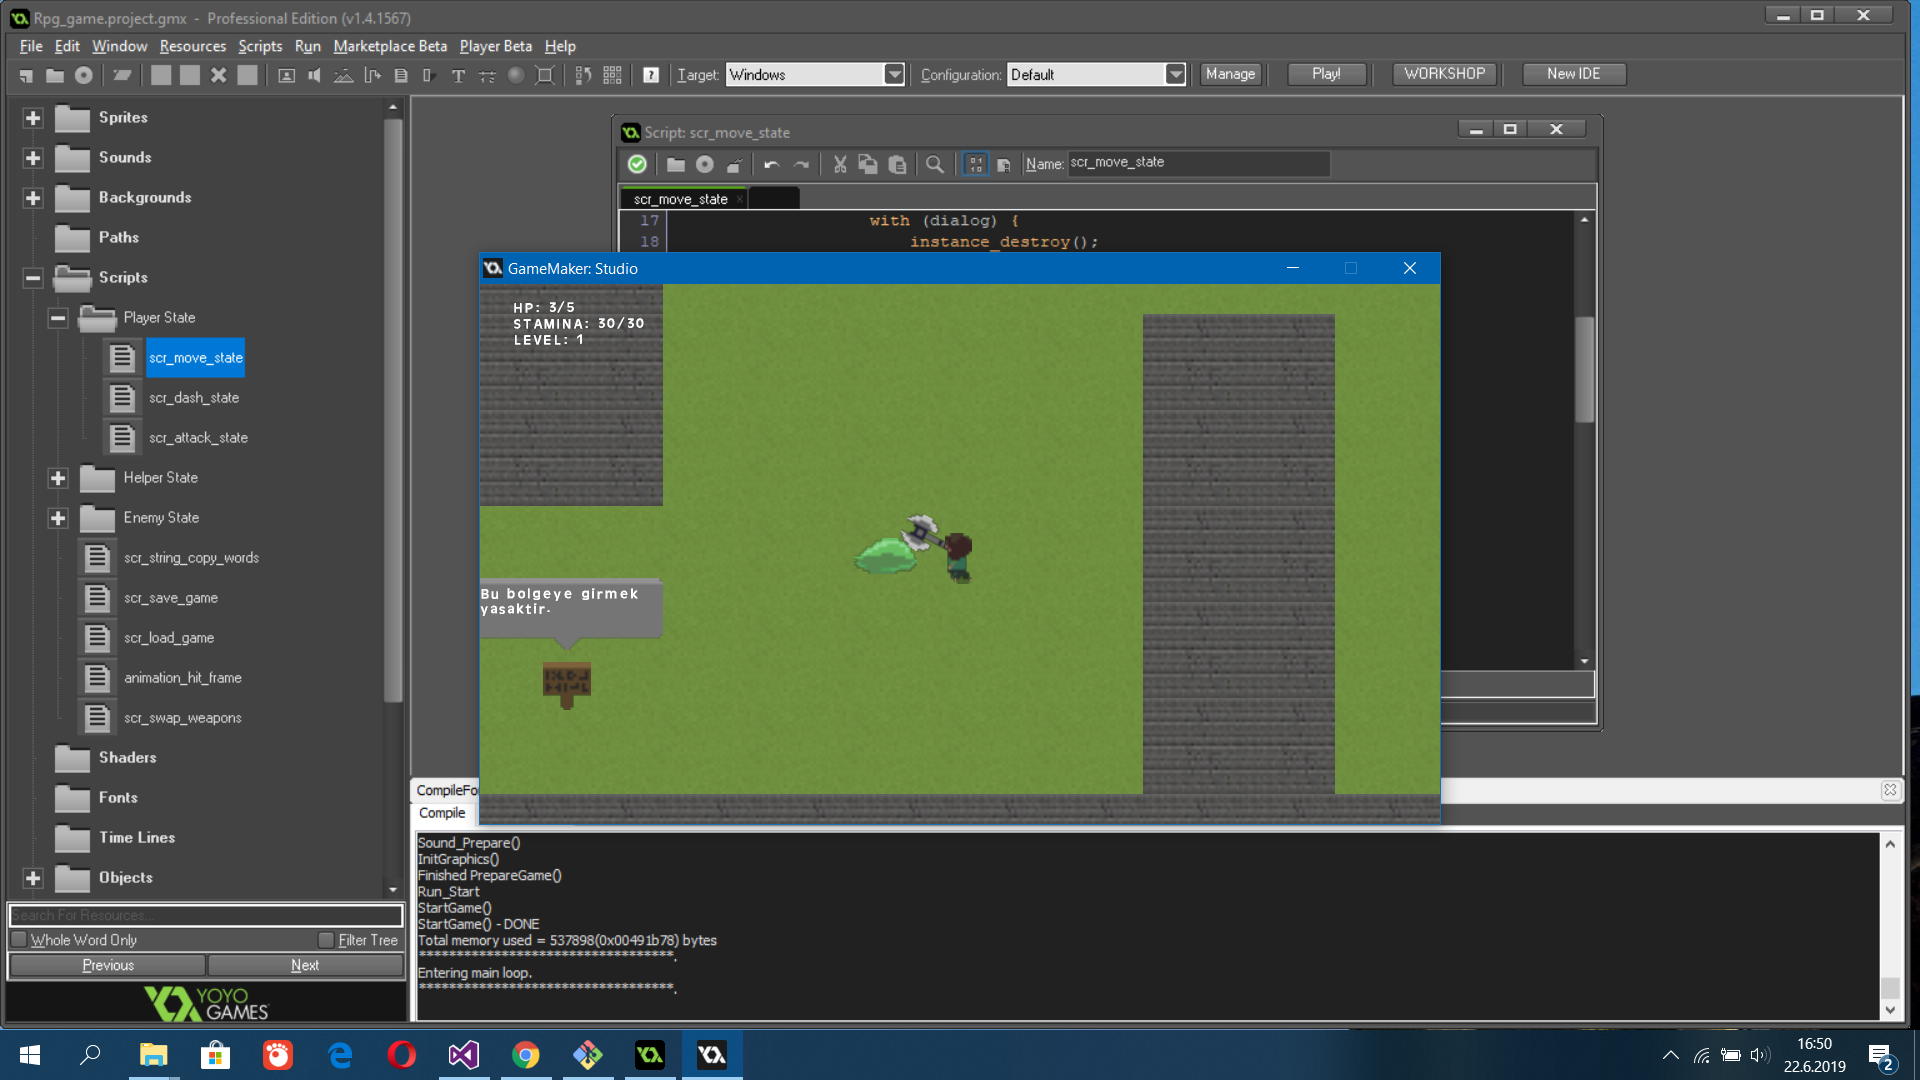 Rpg_game.project.gmx - Professional Edition (v1.4.1567)
File Edit Window Resources Scripts Run Marketplace Beta Player Beta Help
Target: Windows Configuration: Default Manage Play! WORKSHOP New IDE
Sprites
Sounds
Backgrounds
Paths
Scripts
Player State
scr_move_state
scr_dash_state
scr_attack_state
Helper State
Enemy State
scr_string_copy_words
scr_save_game
scr_load_game
animation_hit_frame
scr_swap_weapons
Shaders
Fonts
Time Lines
Objects
Search For Resources...
Whole Word Only Filter Tree
Previous Next
YOYO
GAMES
Script: scr_move_state
Name: scr_move_state
scr_move_state
17 with (dialog) {
18 instance_destroy();
GameMaker: Studio
HP: 3/5
STAMINA: 30/30
LEVEL: 1
Bu bolgeye girmek
yasaktir.
CompileFo
Compile
Sound_Prepare()
InitGraphics()
Finished PrepareGame()
Run_Start
StartGame()
StartGame() - DONE
Total memory used = 537898(0x00491b78) bytes
**********************************.
Entering main loop.
**********************************.
16:50
22.6.2019
2